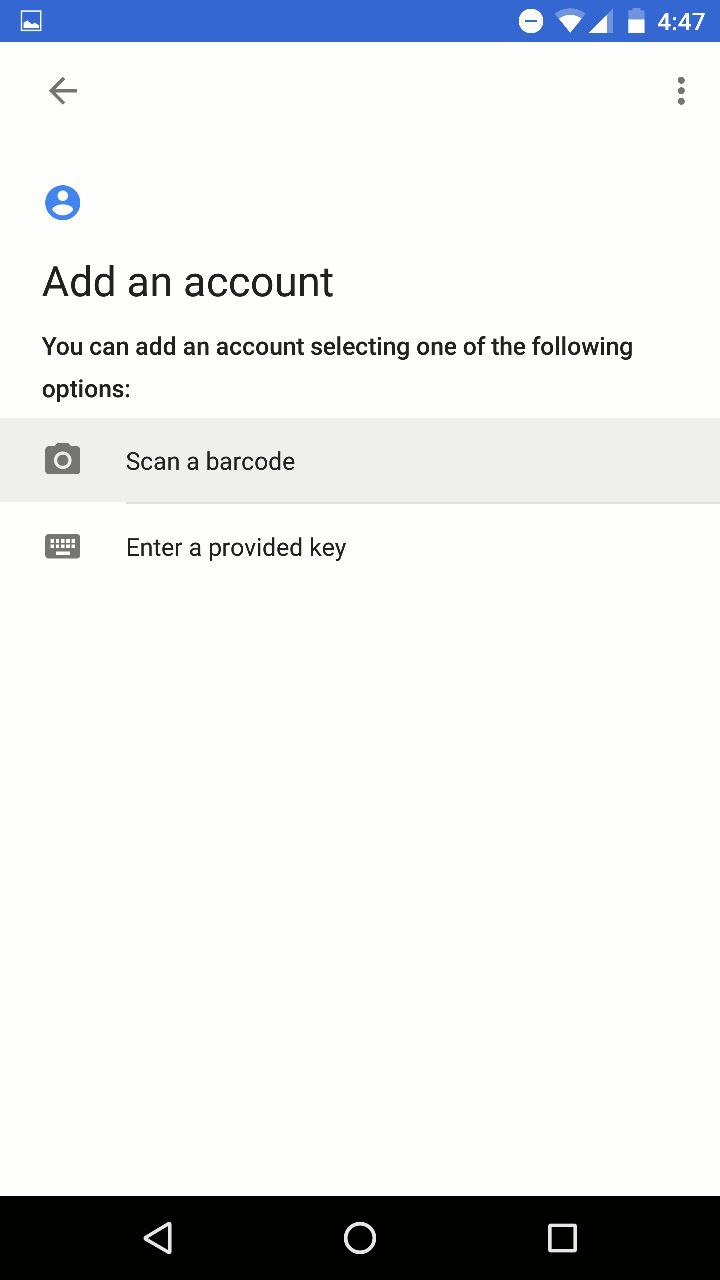 4:47
Add an account
You can add an account selecting one of the following
options:
Scan a barcode
Enter a provided key